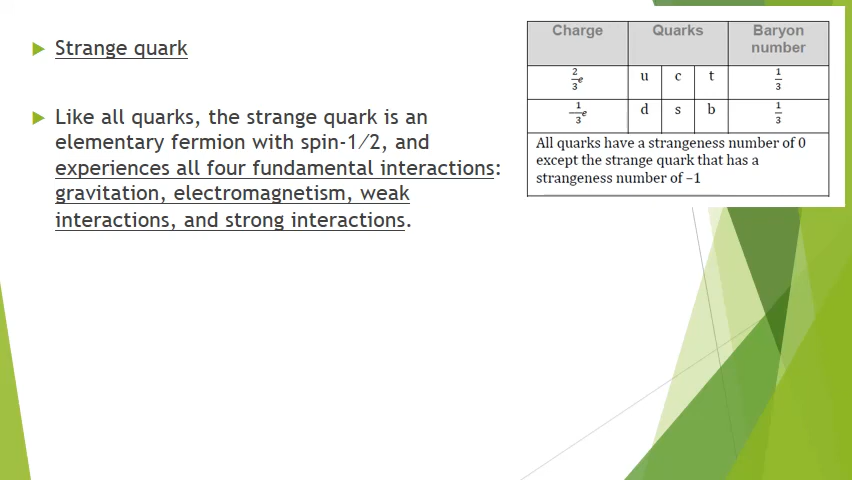 Strange quark
Like all quarks, the strange quark is an
elementary fermion with spin-1/2, and
experiences all four fundamental interactions:
gravitation, electromagnetism, weak
interactions, and strong interactions.
Charge Quarks Baryon number
2/3 e u c t 1/3
−1/3 e d s b 1/3
All quarks have a strangeness number of 0
except the strange quark that has a
strangeness number of –1